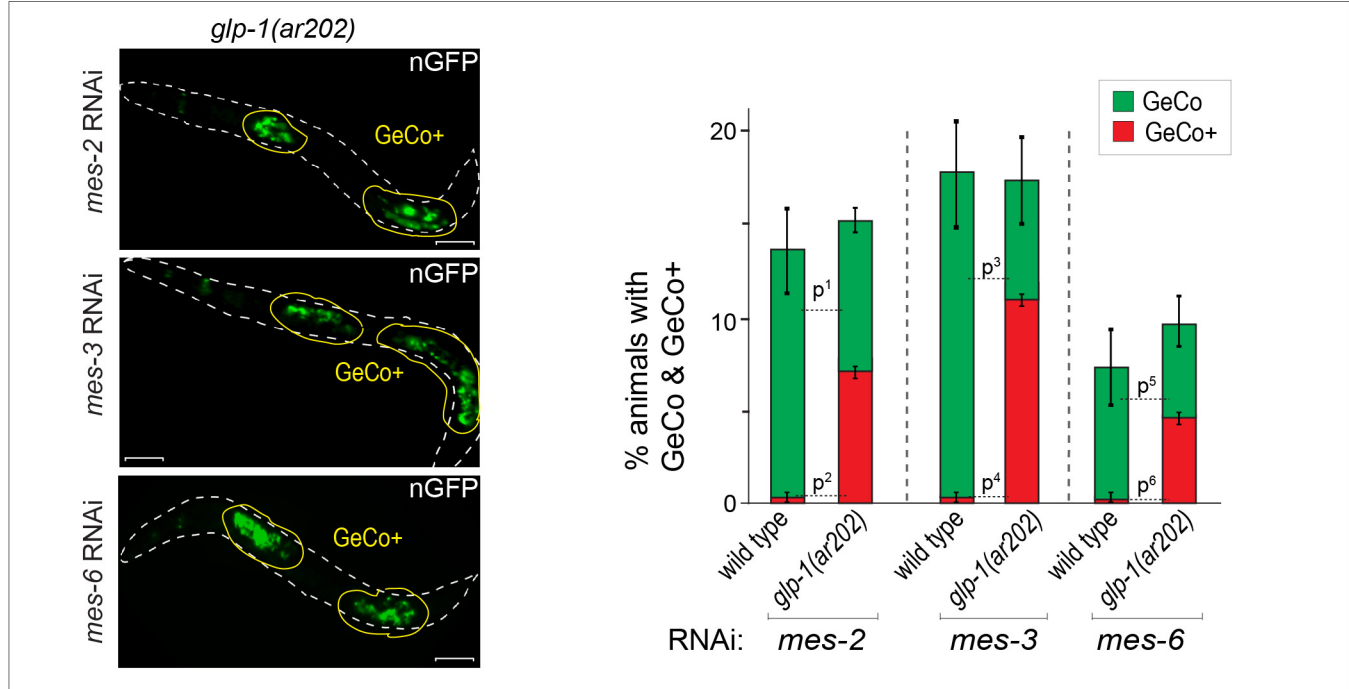 glp-1(ar202)
mes-2 RNAi
nGFP
GeCo+
mes-3 RNAi
nGFP
GeCo+
mes-6 RNAi
nGFP
GeCo+
% animals with
GeCo & GeCo+
20
10
0
GeCo
GeCo+
p1
p2
p3
p4
p5
p6
wild type
glp-1(ar202)
wild type
glp-1(ar202)
wild type
glp-1(ar202)
RNAi: mes-2 mes-3 mes-6